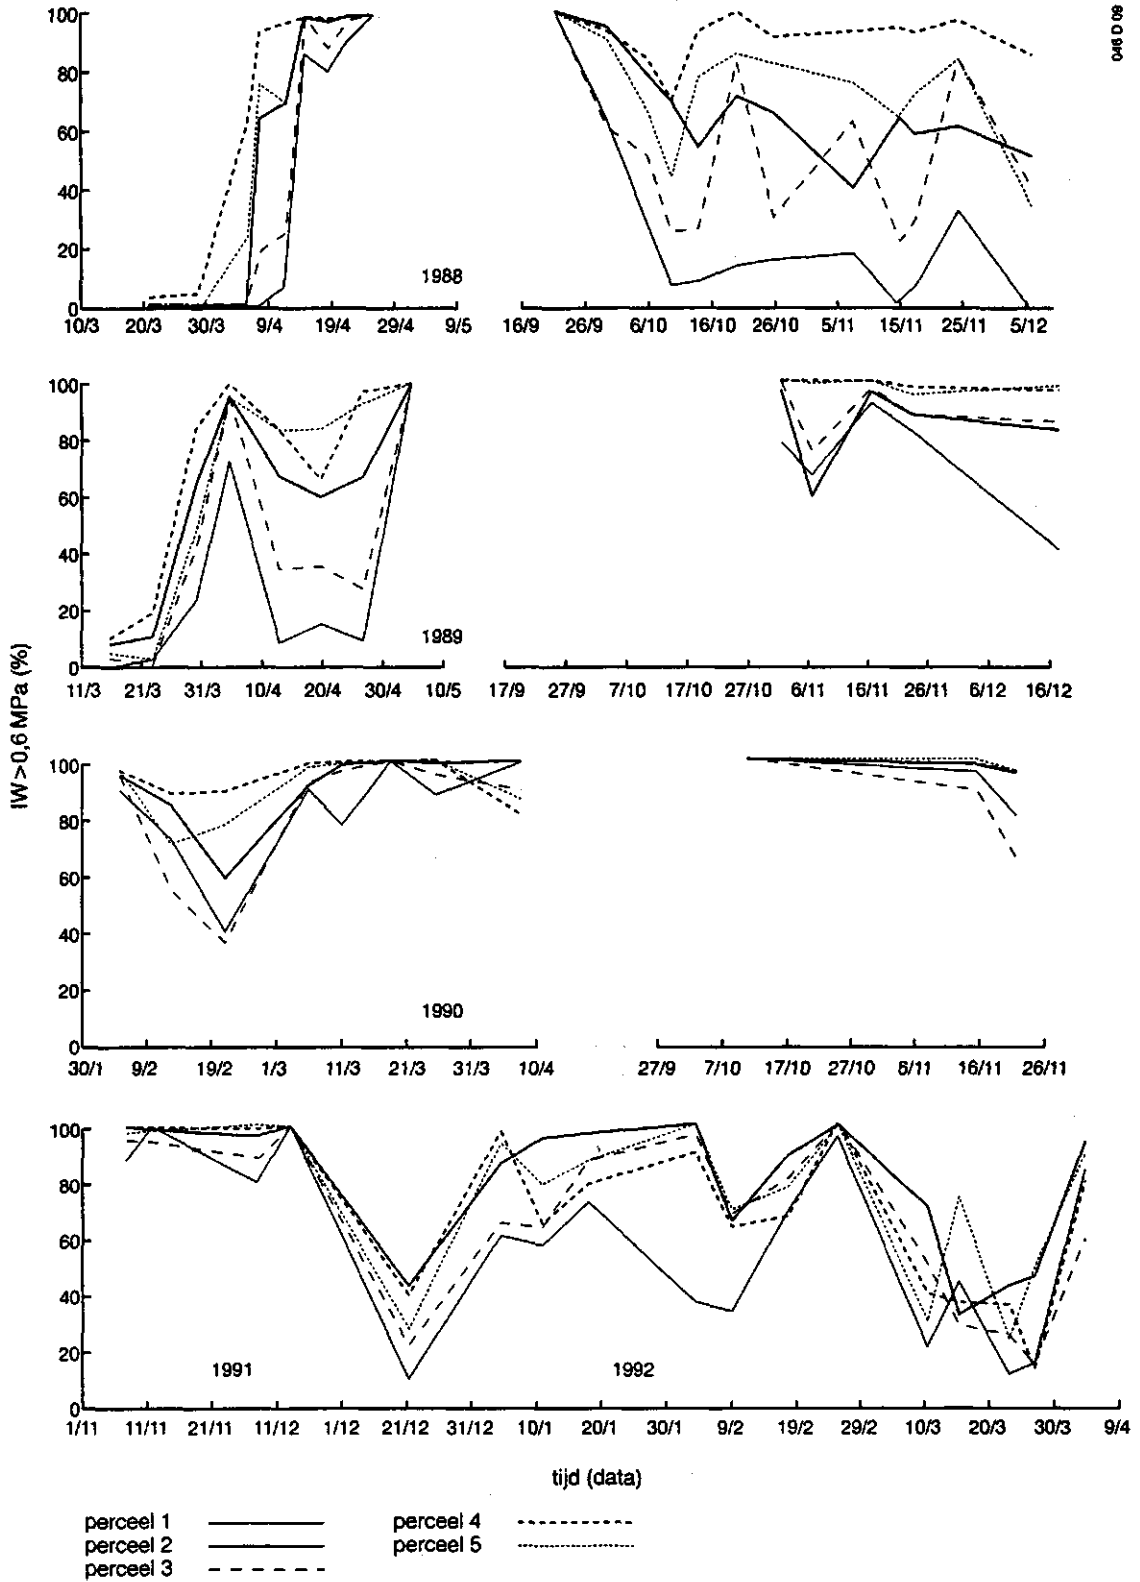 046 D 09
IW > 0,6 MPa (%)
100
80
60
40
20
0
1988
10/3 20/3 30/3 9/4 19/4 29/4 9/5 16/9 26/9 6/10 16/10 26/10 5/11 15/11 25/11 5/12
100
80
60
40
20
0
1989
11/3 21/3 31/3 10/4 20/4 30/4 10/5 17/9 27/9 7/10 17/10 27/10 6/11 16/11 26/11 6/12 16/12
100
80
60
40
20
0
1990
30/1 9/2 19/2 1/3 11/3 21/3 31/3 10/4 27/9 7/10 17/10 27/10 6/11 16/11 26/11
100
80
60
40
20
0
1991 1992
1/11 11/11 21/11 11/12 1/12 21/12 31/12 10/1 20/1 30/1 9/2 19/2 29/2 10/3 20/3 30/3 9/4
tijd (data)
perceel 1 perceel 4
perceel 2 perceel 5
perceel 3